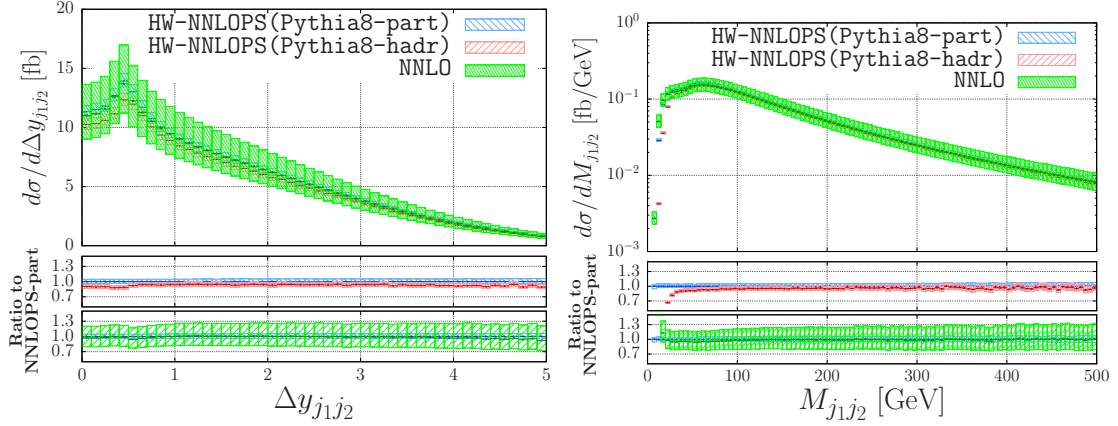 dσ/dΔy_{j_1j_2} [fb]
20
15
10
5
0
HW-NNLOPS(Pythia8-part)
HW-NNLOPS(Pythia8-hadr)
NNLO
Ratio to
NNLOPS-part
1.3
1.0
0.7
1.3
1.0
0.7
0 1 2 3 4 5
Δy_{j_1j_2}
dσ/dM_{j_1j_2} [fb/GeV]
10^0
10^{-1}
10^{-2}
10^{-3}
HW-NNLOPS(Pythia8-part)
HW-NNLOPS(Pythia8-hadr)
NNLO
Ratio to
NNLOPS-part
1.3
1.0
0.7
1.3
1.0
0.7
0 100 200 300 400 500
M_{j_1j_2} [GeV]